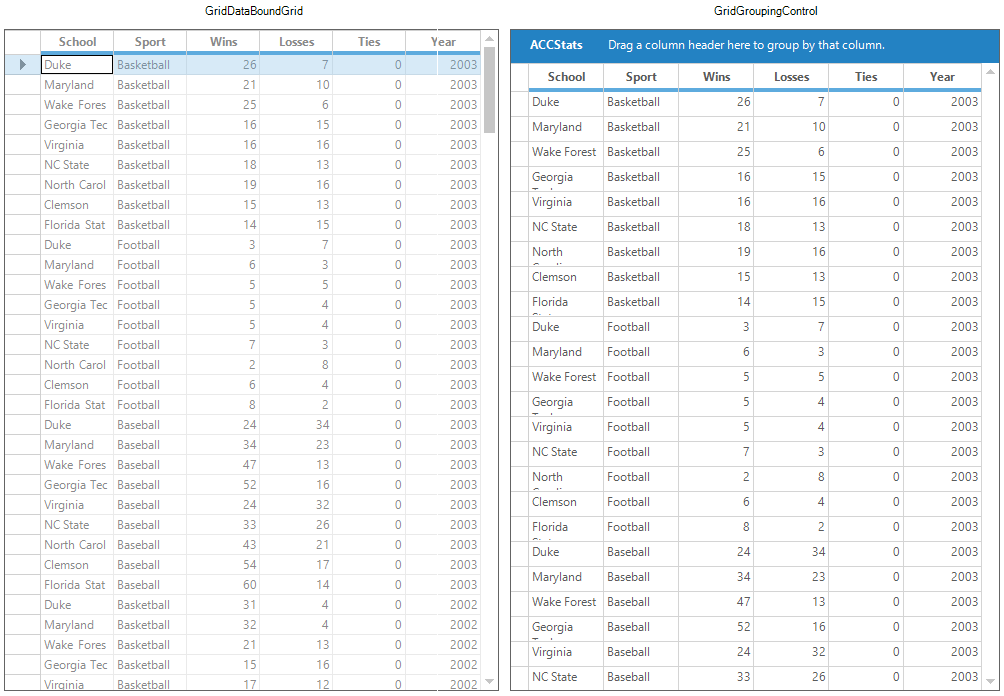 GridDataBoundGrid
School Sport Wins Losses Ties Year
Duke Basketball 26 7 0 2003
Maryland Basketball 21 10 0 2003
Wake Fores Basketball 25 6 0 2003
Georgia Tec Basketball 16 15 0 2003
Virginia Basketball 16 16 0 2003
NC State Basketball 18 13 0 2003
North Carol Basketball 19 16 0 2003
Clemson Basketball 15 13 0 2003
Florida Stat Basketball 14 15 0 2003
Duke Football 3 7 0 2003
Maryland Football 6 3 0 2003
Wake Fores Football 5 5 0 2003
Georgia Tec Football 5 4 0 2003
Virginia Football 5 4 0 2003
NC State Football 7 3 0 2003
North Carol Football 2 8 0 2003
Clemson Football 6 4 0 2003
Florida Stat Football 8 2 0 2003
Duke Baseball 24 34 0 2003
Maryland Baseball 34 23 0 2003
Wake Fores Baseball 47 13 0 2003
Georgia Tec Baseball 52 16 0 2003
Virginia Baseball 24 32 0 2003
NC State Baseball 33 26 0 2003
North Carol Baseball 43 21 0 2003
Clemson Baseball 54 17 0 2003
Florida Stat Baseball 60 14 0 2003
Duke Basketball 31 4 0 2002
Maryland Basketball 32 4 0 2002
Wake Fores Basketball 21 13 0 2002
Georgia Tec Basketball 15 16 0 2002
Virginia Basketball 17 12 0 2002
GridGroupingControl
ACCStats Drag a column header here to group by that column.
School Sport Wins Losses Ties Year
Duke Basketball 26 7 0 2003
Maryland Basketball 21 10 0 2003
Wake Forest Basketball 25 6 0 2003
Georgia Basketball 16 15 0 2003
Virginia Basketball 16 16 0 2003
NC State Basketball 18 13 0 2003
North Basketball 19 16 0 2003
Clemson Basketball 15 13 0 2003
Florida Basketball 14 15 0 2003
Duke Football 3 7 0 2003
Maryland Football 6 3 0 2003
Wake Forest Football 5 5 0 2003
Georgia Football 5 4 0 2003
Virginia Football 5 4 0 2003
NC State Football 7 3 0 2003
North Football 2 8 0 2003
Clemson Football 6 4 0 2003
Florida Football 8 2 0 2003
Duke Baseball 24 34 0 2003
Maryland Baseball 34 23 0 2003
Wake Forest Baseball 47 13 0 2003
Georgia Baseball 52 16 0 2003
Virginia Baseball 24 32 0 2003
NC State Baseball 33 26 0 2003